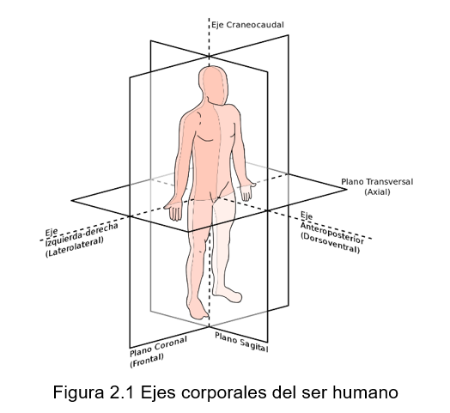 Eje Craneocaudal
Plano Transversal
(Axial)
Eje
Izquierda-derecha
(Laterolateral)
Eje
Anteroposterior
(Dorsoventral)
Plano Coronal
(Frontal)
Plano Sagital
Figura 2.1 Ejes corporales del ser humano